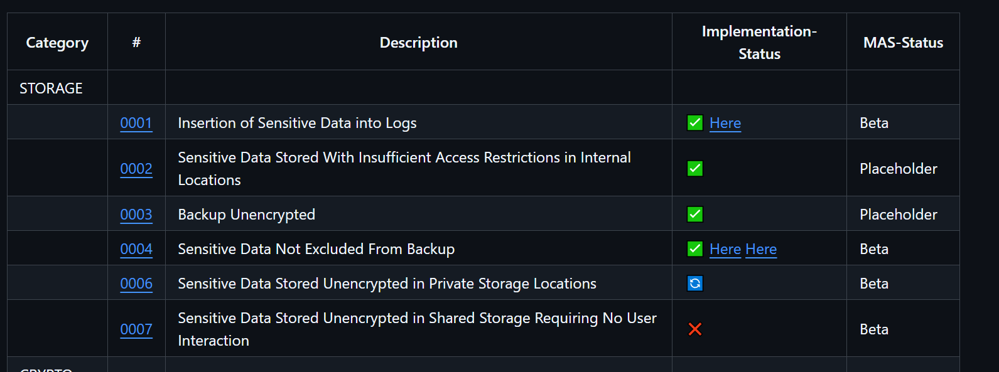 Category # Description Implementation-
Status MAS-Status
STORAGE
0001 Insertion of Sensitive Data into Logs ✅ Here Beta
0002 Sensitive Data Stored With Insufficient Access Restrictions in Internal
Locations ✅ Placeholder
0003 Backup Unencrypted ✅ Placeholder
0004 Sensitive Data Not Excluded From Backup ✅ Here Here Beta
0006 Sensitive Data Stored Unencrypted in Private Storage Locations 🔄 Beta
0007 Sensitive Data Stored Unencrypted in Shared Storage Requiring No User
Interaction ❌ Beta
CRYPTO